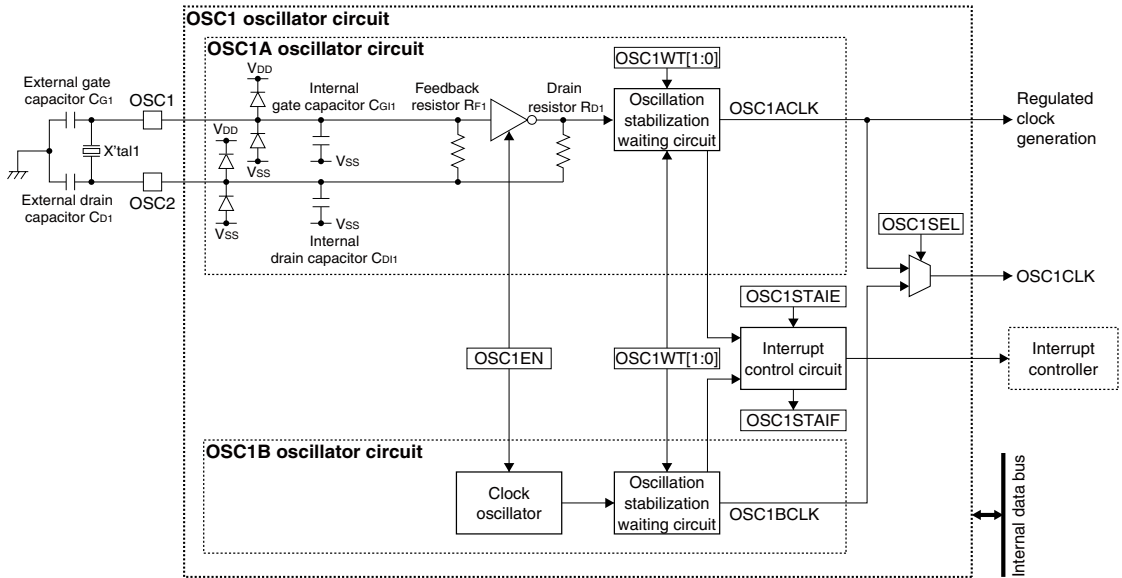 OSC1 oscillator circuit
OSC1A oscillator circuit
External gate
capacitor CG1
OSC1
VDD
VDD
VSS
VSS
Internal
gate capacitor CGI1
VSS
Feedback
resistor RF1
Drain
resistor RD1
OSC1WT[1:0]
Oscillation
stabilization
waiting circuit
OSC1ACLK
Regulated
clock
generation
X'tal1
External drain
capacitor CD1
OSC2
VSS
Internal
drain capacitor CDI1
OSC1SEL
OSC1CLK
OSC1STAIE
OSC1EN
OSC1WT[1:0]
Interrupt
control circuit
Interrupt
controller
OSC1STAIF
OSC1B oscillator circuit
Clock
oscillator
Oscillation
stabilization
waiting circuit
OSC1BCLK
Internal data bus